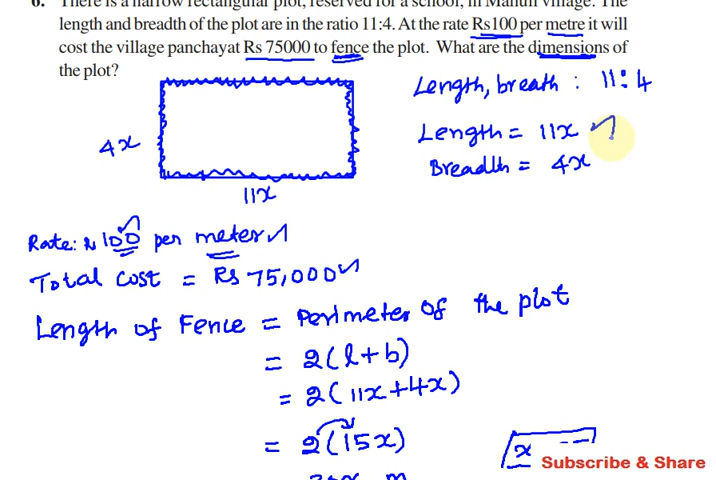 6. There is a narrow rectangular plot, reserved for a school, in Mahuli village. The
length and breadth of the plot are in the ratio 11:4. At the rate Rs100 per metre it will
cost the village panchayat Rs 75000 to fence the plot. What are the dimensions of
the plot?
Length, breath : 11:4
Length = 11x
4x
Breadth = 4x
11x
Rate: Rs 100 per meter
Total cost = Rs 75,000
Length of Fence = Perimeter of the plot
= 2(l+b)
= 2(11x+4x)
= 2(15x)
x
Subscribe & Share
= 30x m